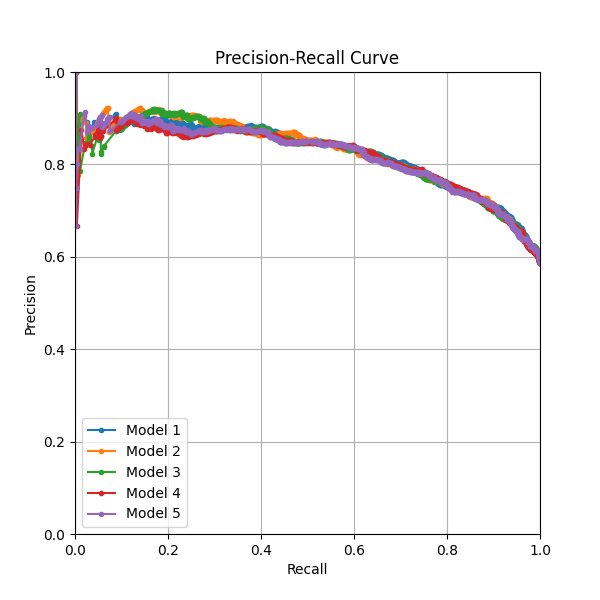 Precision-Recall Curve
1.0
0.8
0.6
0.4
0.2
0.0
Precision
Model 1
Model 2
Model 3
Model 4
Model 5
0.0 0.2 0.4 0.6 0.8 1.0
Recall